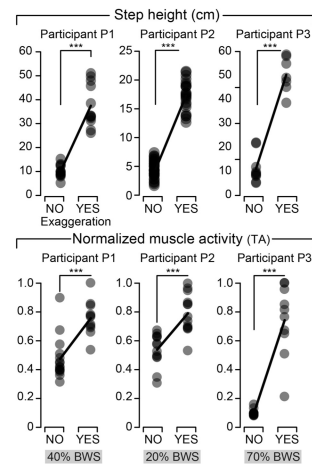 Step height (cm)
Participant P1 Participant P2 Participant P3
*** *** ***
60 25 60
50 20 50
40 15 40
30 10 30
20 5 20
10 0 10
0 0
NO YES NO YES NO YES
Exaggeration
Normalized muscle activity (TA)
Participant P1 Participant P2 Participant P3
*** *** ***
1.0 1.0 1.0
0.8 0.8 0.8
0.6 0.6 0.6
0.4 0.4 0.4
0.2 0.2 0.2
0 0 0
NO YES NO YES NO YES
40% BWS 20% BWS 70% BWS